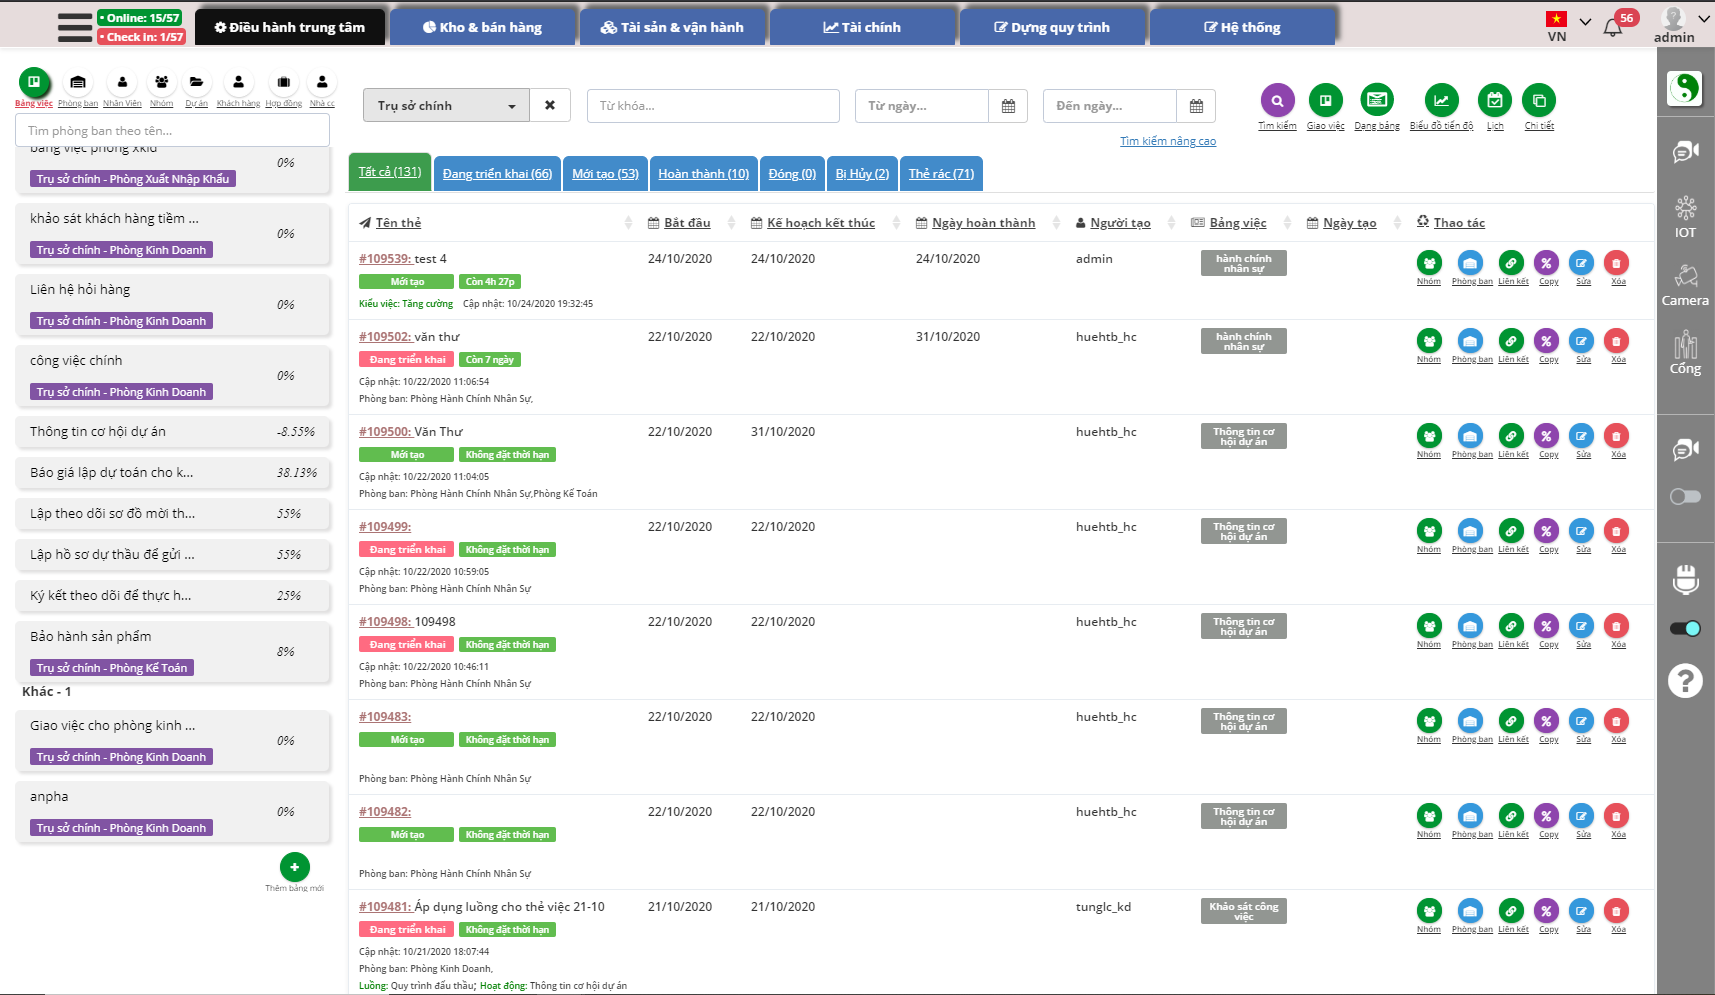 Online: 15/57
Check in: 1/57
Điều hành trung tâm
Kho & bán hàng
Tài sản & vận hành
Tài chính
Dựng quy trình
Hệ thống
VN
56
admin
Bảng việc
Phòng ban
Nhân Viên
Nhóm
Dự án
Khách hàng
Hợp đồng
Nhà cc
Tìm phòng ban theo tên...
bảng việc phòng xkld
0%
Trụ sở chính - Phòng Xuất Nhập Khẩu
khảo sát khách hàng tiềm ...
0%
Trụ sở chính - Phòng Kinh Doanh
Liên hệ hỏi hàng
0%
Trụ sở chính - Phòng Kinh Doanh
công việc chính
0%
Trụ sở chính - Phòng Kinh Doanh
Thông tin cơ hội dự án
-8.55%
Báo giá lập dự toán cho k...
38.13%
Lập theo dõi sơ đồ mời th...
55%
Lập hồ sơ dự thầu để gửi ...
55%
Ký kết theo dõi để thực h...
25%
Bảo hành sản phẩm
8%
Trụ sở chính - Phòng Kế Toán
Khác - 1
Giao việc cho phòng kinh ...
0%
Trụ sở chính - Phòng Kinh Doanh
anpha
0%
Trụ sở chính - Phòng Kinh Doanh
Thêm bảng mới
Trụ sở chính
Từ khóa...
Từ ngày...
Đến ngày...
Tìm kiếm nâng cao
Tìm kiếm
Giao việc
Dạng bảng
Biểu đồ tiến độ
Lịch
Chi tiết
Tất cả (131)
Đang triển khai (66)
Mới tạo (53)
Hoàn thành (10)
Đóng (0)
Bị Hủy (2)
Thẻ rác (71)
Tên thẻ
Bắt đầu
Kế hoạch kết thúc
Ngày hoàn thành
Người tạo
Bảng việc
Ngày tạo
Thao tác
#109539: test 4
24/10/2020
24/10/2020
24/10/2020
admin
hành chính
nhân sự
Mới tạo
Còn 4h 27p
Kiểu việc: Tăng cường Cập nhật: 10/24/2020 19:32:45
Nhóm Phòng ban Liên kết Copy Sửa Xóa
#109502: văn thư
22/10/2020
22/10/2020
31/10/2020
huehtb_hc
hành chính
nhân sự
Đang triển khai
Còn 7 ngày
Cập nhật: 10/22/2020 11:06:54
Phòng ban: Phòng Hành Chính Nhân Sự,
Nhóm Phòng ban Liên kết Copy Sửa Xóa
#109500: Văn Thư
22/10/2020
31/10/2020
huehtb_hc
Thông tin cơ
hội dự án
Mới tạo
Không đặt thời hạn
Cập nhật: 10/22/2020 11:04:05
Phòng ban: Phòng Hành Chính Nhân Sự,Phòng Kế Toán
Nhóm Phòng ban Liên kết Copy Sửa Xóa
#109499:
22/10/2020
22/10/2020
huehtb_hc
Thông tin cơ
hội dự án
Đang triển khai
Không đặt thời hạn
Cập nhật: 10/22/2020 10:59:05
Phòng ban: Phòng Hành Chính Nhân Sự
Nhóm Phòng ban Liên kết Copy Sửa Xóa
#109498: 109498
22/10/2020
22/10/2020
huehtb_hc
Thông tin cơ
hội dự án
Đang triển khai
Không đặt thời hạn
Cập nhật: 10/22/2020 10:46:11
Phòng ban: Phòng Hành Chính Nhân Sự
Nhóm Phòng ban Liên kết Copy Sửa Xóa
#109483:
22/10/2020
22/10/2020
huehtb_hc
Thông tin cơ
hội dự án
Mới tạo
Không đặt thời hạn
Phòng ban: Phòng Hành Chính Nhân Sự
Nhóm Phòng ban Liên kết Copy Sửa Xóa
#109482:
22/10/2020
22/10/2020
huehtb_hc
Thông tin cơ
hội dự án
Mới tạo
Không đặt thời hạn
Phòng ban: Phòng Hành Chính Nhân Sự
Nhóm Phòng ban Liên kết Copy Sửa Xóa
#109481: Áp dụng luồng cho thẻ việc 21-10
21/10/2020
21/10/2020
tunglc_kd
Khảo sát công
việc
Đang triển khai
Không đặt thời hạn
Cập nhật: 10/21/2020 18:07:44
Phòng ban: Phòng Kinh Doanh,
Luồng: Quy trình đấu thầu; Hoạt động: Thông tin cơ hội dự án
Nhóm Phòng ban Liên kết Copy Sửa Xóa
IOT
Camera
Cổng